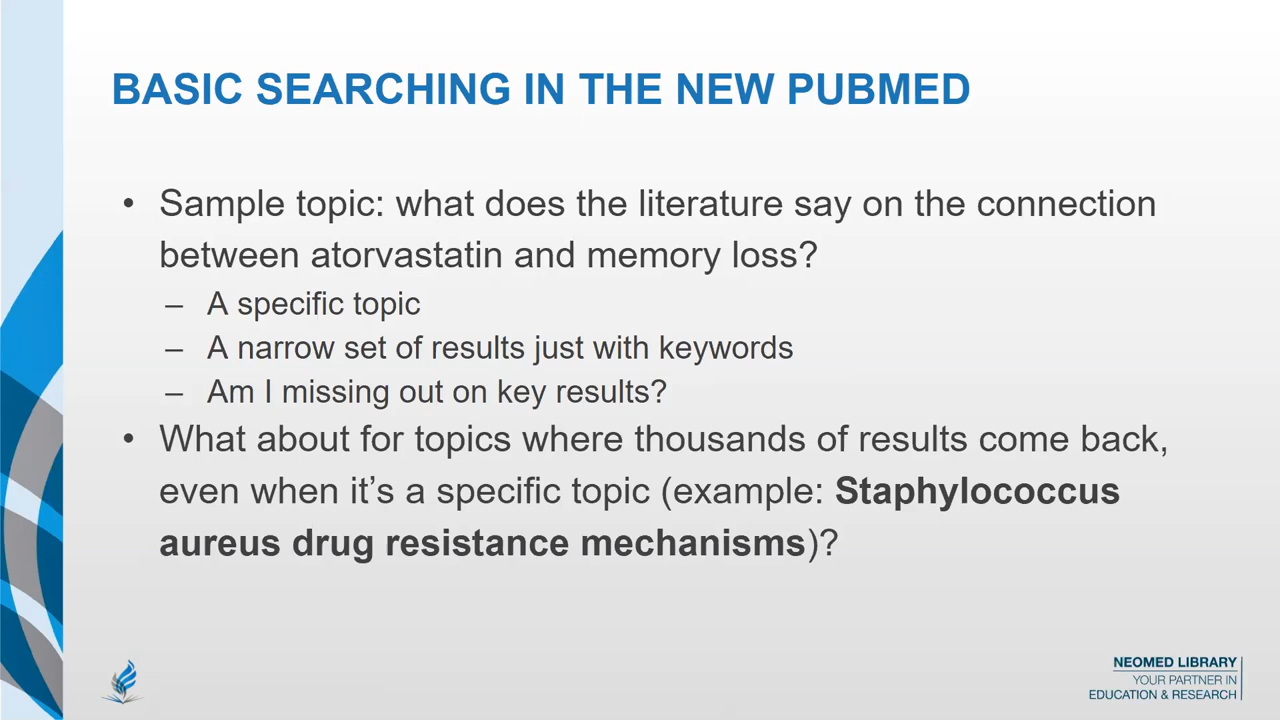 BASIC SEARCHING IN THE NEW PUBMED
• Sample topic: what does the literature say on the connection
between atorvastatin and memory loss?
– A specific topic
– A narrow set of results just with keywords
– Am I missing out on key results?
• What about for topics where thousands of results come back,
even when it’s a specific topic (example: Staphylococcus
aureus drug resistance mechanisms)?
NEOMED LIBRARY
YOUR PARTNER IN
EDUCATION & RESEARCH